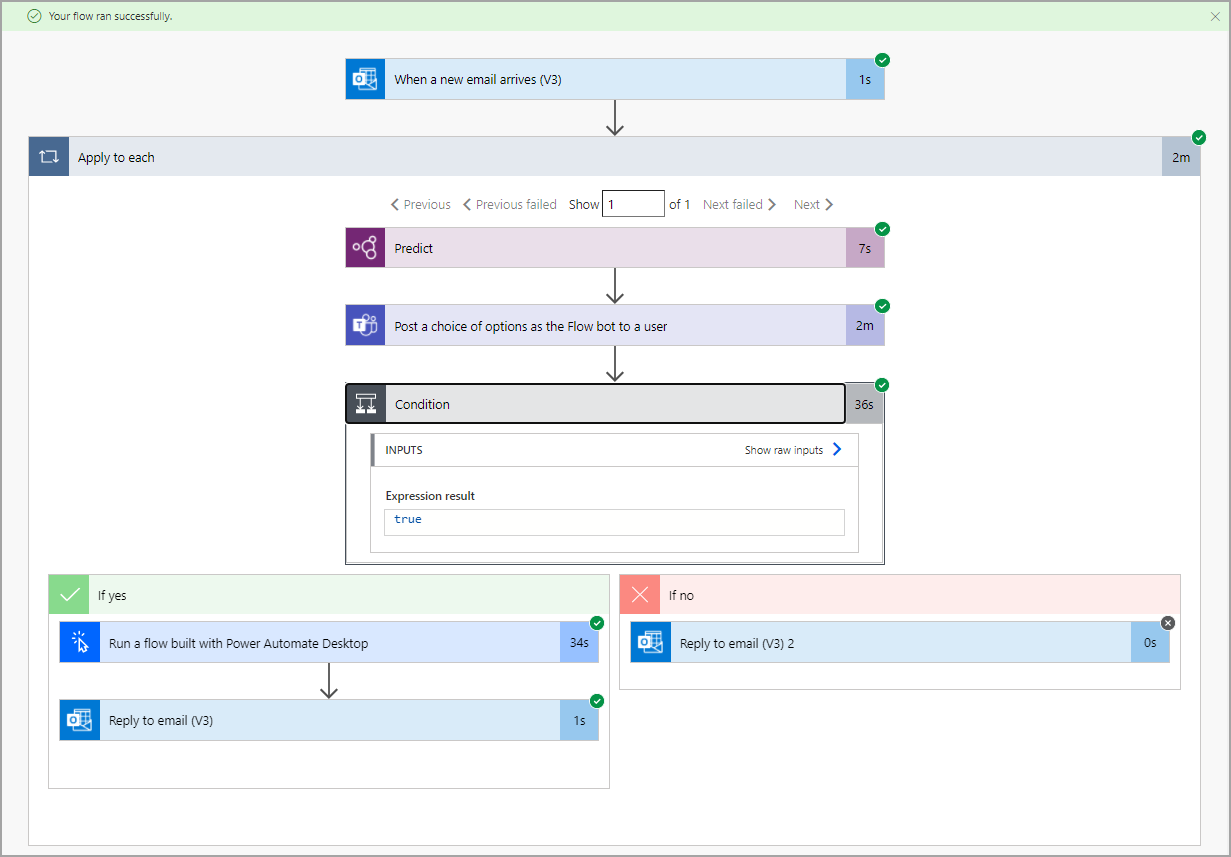 Your flow ran successfully.
When a new email arrives (V3) 1s
Apply to each 2m
Previous Previous failed Show 1 of 1 Next failed Next
Predict 7s
Post a choice of options as the Flow bot to a user 2m
Condition 36s
INPUTS Show raw inputs
Expression result
true
If yes
Run a flow built with Power Automate Desktop 34s
Reply to email (V3) 1s
If no
Reply to email (V3) 2 0s